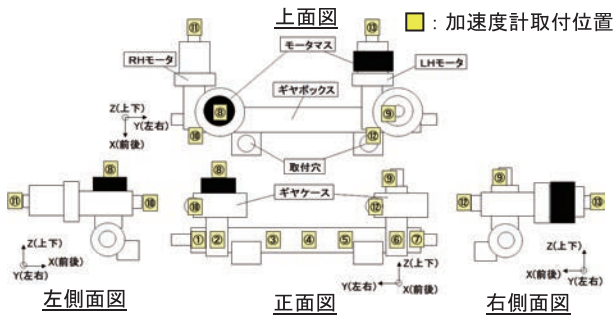 上面図
：加速度計取付位置
⑪
⑬
モータマス
RHモータ
LHモータ
ギヤボックス
⑧
⑨
Z(上下)
Y(左右)
X(前後)
⑩
⑫
取付穴
⑧
⑪
⑩
Z(上下)
X(前後)
Y(左右)
左側面図
⑧
⑨
ギヤケース
⑩
⑫
①
②
③
④
⑤
⑥
⑦
Z(上下)
Y(左右)
X(前後)
正面図
⑨
⑫
⑬
Z(上下)
X(前後)
Y(左右)
右側面図